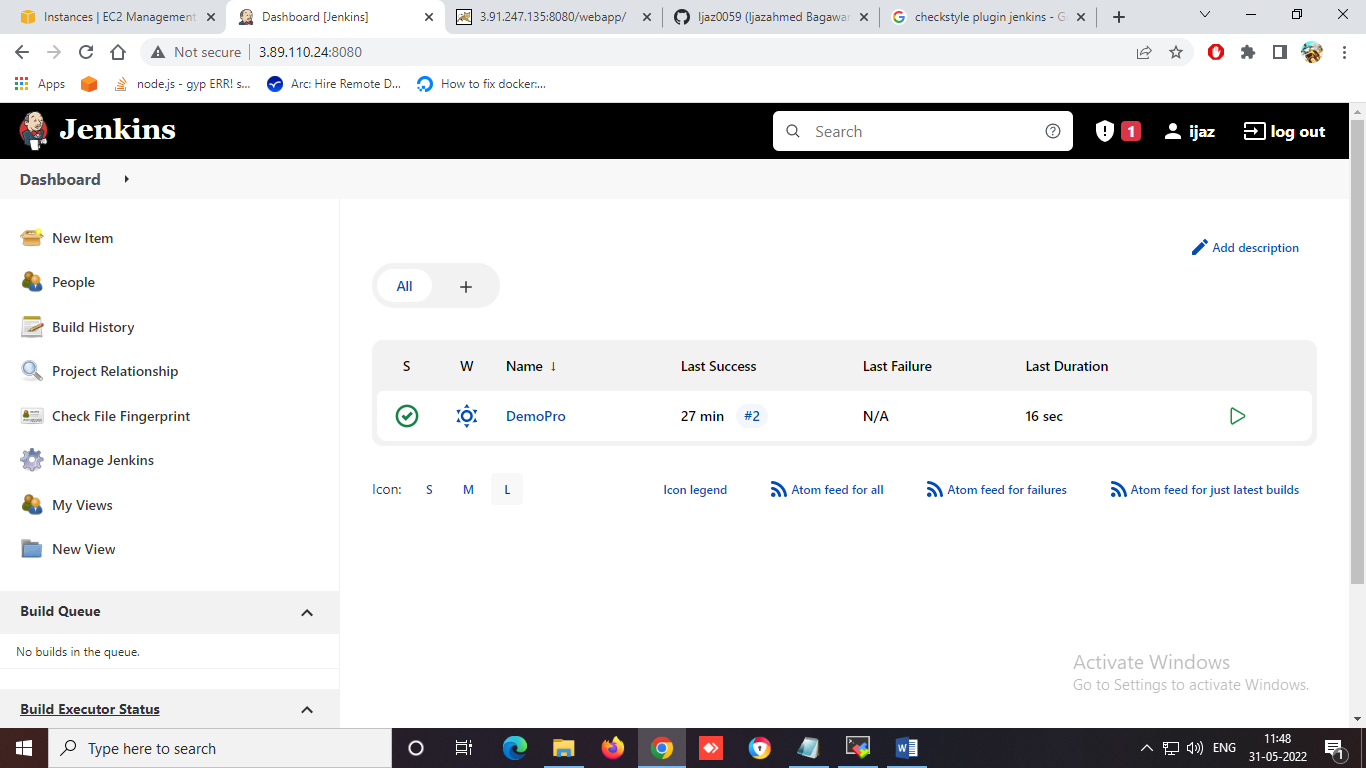 Instances | EC2 Management
Dashboard [Jenkins]
3.91.247.135:8080/webapp/
Ijaz0059 (Ijazahmed Bagawan
checkstyle plugin jenkins - G
Not secure
3.89.110.24:8080
Apps
node.js - gyp ERR! s...
Arc: Hire Remote D...
How to fix docker:...
Jenkins
Search
1
ijaz
log out
Dashboard
New Item
People
Build History
Project Relationship
Check File Fingerprint
Manage Jenkins
My Views
New View
Build Queue
No builds in the queue.
Build Executor Status
Add description
All +
S W Name ↓ Last Success Last Failure Last Duration
DemoPro 27 min #2 N/A 16 sec
Icon: S M L
Icon legend
Atom feed for all
Atom feed for failures
Atom feed for just latest builds
Activate Windows
Go to Settings to activate Windows.
Type here to search
ENG
11:48
31-05-2022
1